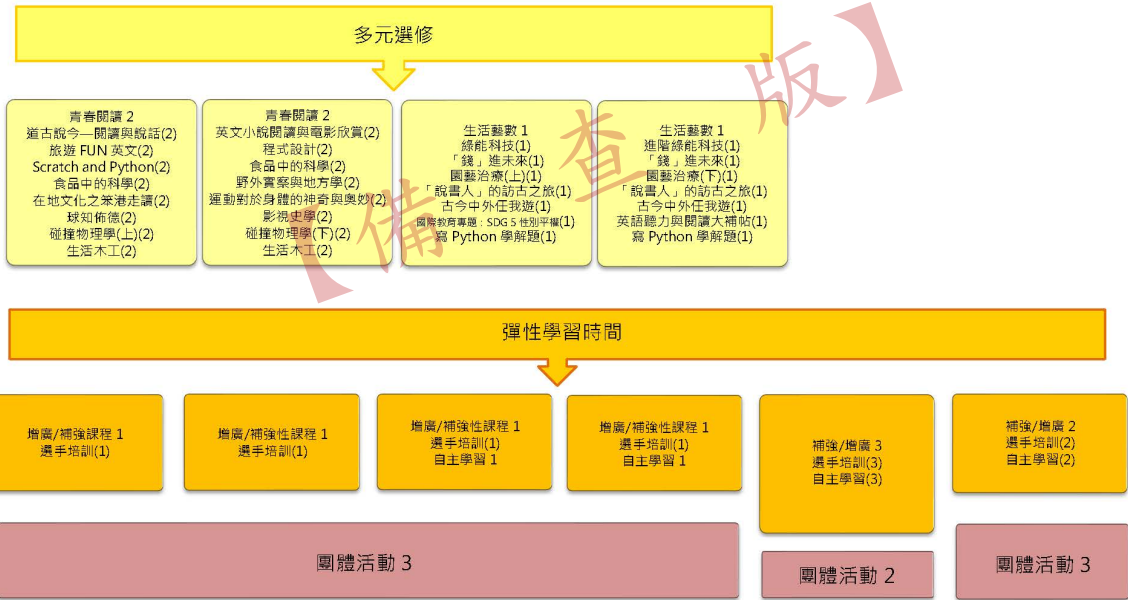 多元選修
青春閱讀 2
道古說今—閱讀與說話(2)
旅遊 FUN 英文(2)
Scratch and Python(2)
食品中的科學(2)
在地文化之笨港走讀(2)
球知佈德(2)
碰撞物理學(上)(2)
生活木工(2)
青春閱讀 2
英文小說閱讀與電影欣賞(2)
程式設計(2)
食品中的科學(2)
野外實察與地方學(2)
運動對於身體的神奇與奧妙(2)
影視史學(2)
碰撞物理學(下)(2)
生活木工(2)
生活藝數 1
綠能科技(1)
「錢」進未來(1)
園藝治療(上)(1)
「說書人」的訪古之旅(1)
古今中外任我遊(1)
國際教育專題：SDG 5 性別平權(1)
寫 Python 學解題(1)
生活藝數 1
進階綠能科技(1)
「錢」進未來(1)
園藝治療(下)(1)
「說書人」的訪古之旅(1)
古今中外任我遊(1)
英語聽力與閱讀大補帖(1)
寫 Python 學解題(1)
【備查版】
彈性學習時間
增廣/補強課程 1
選手培訓(1)
增廣/補強性課程 1
選手培訓(1)
增廣/補強性課程 1
選手培訓(1)
自主學習 1
增廣/補強性課程 1
選手培訓(1)
自主學習 1
補強/增廣 3
選手培訓(3)
自主學習(3)
補強/增廣 2
選手培訓(2)
自主學習(2)
團體活動 3
團體活動 2
團體活動 3